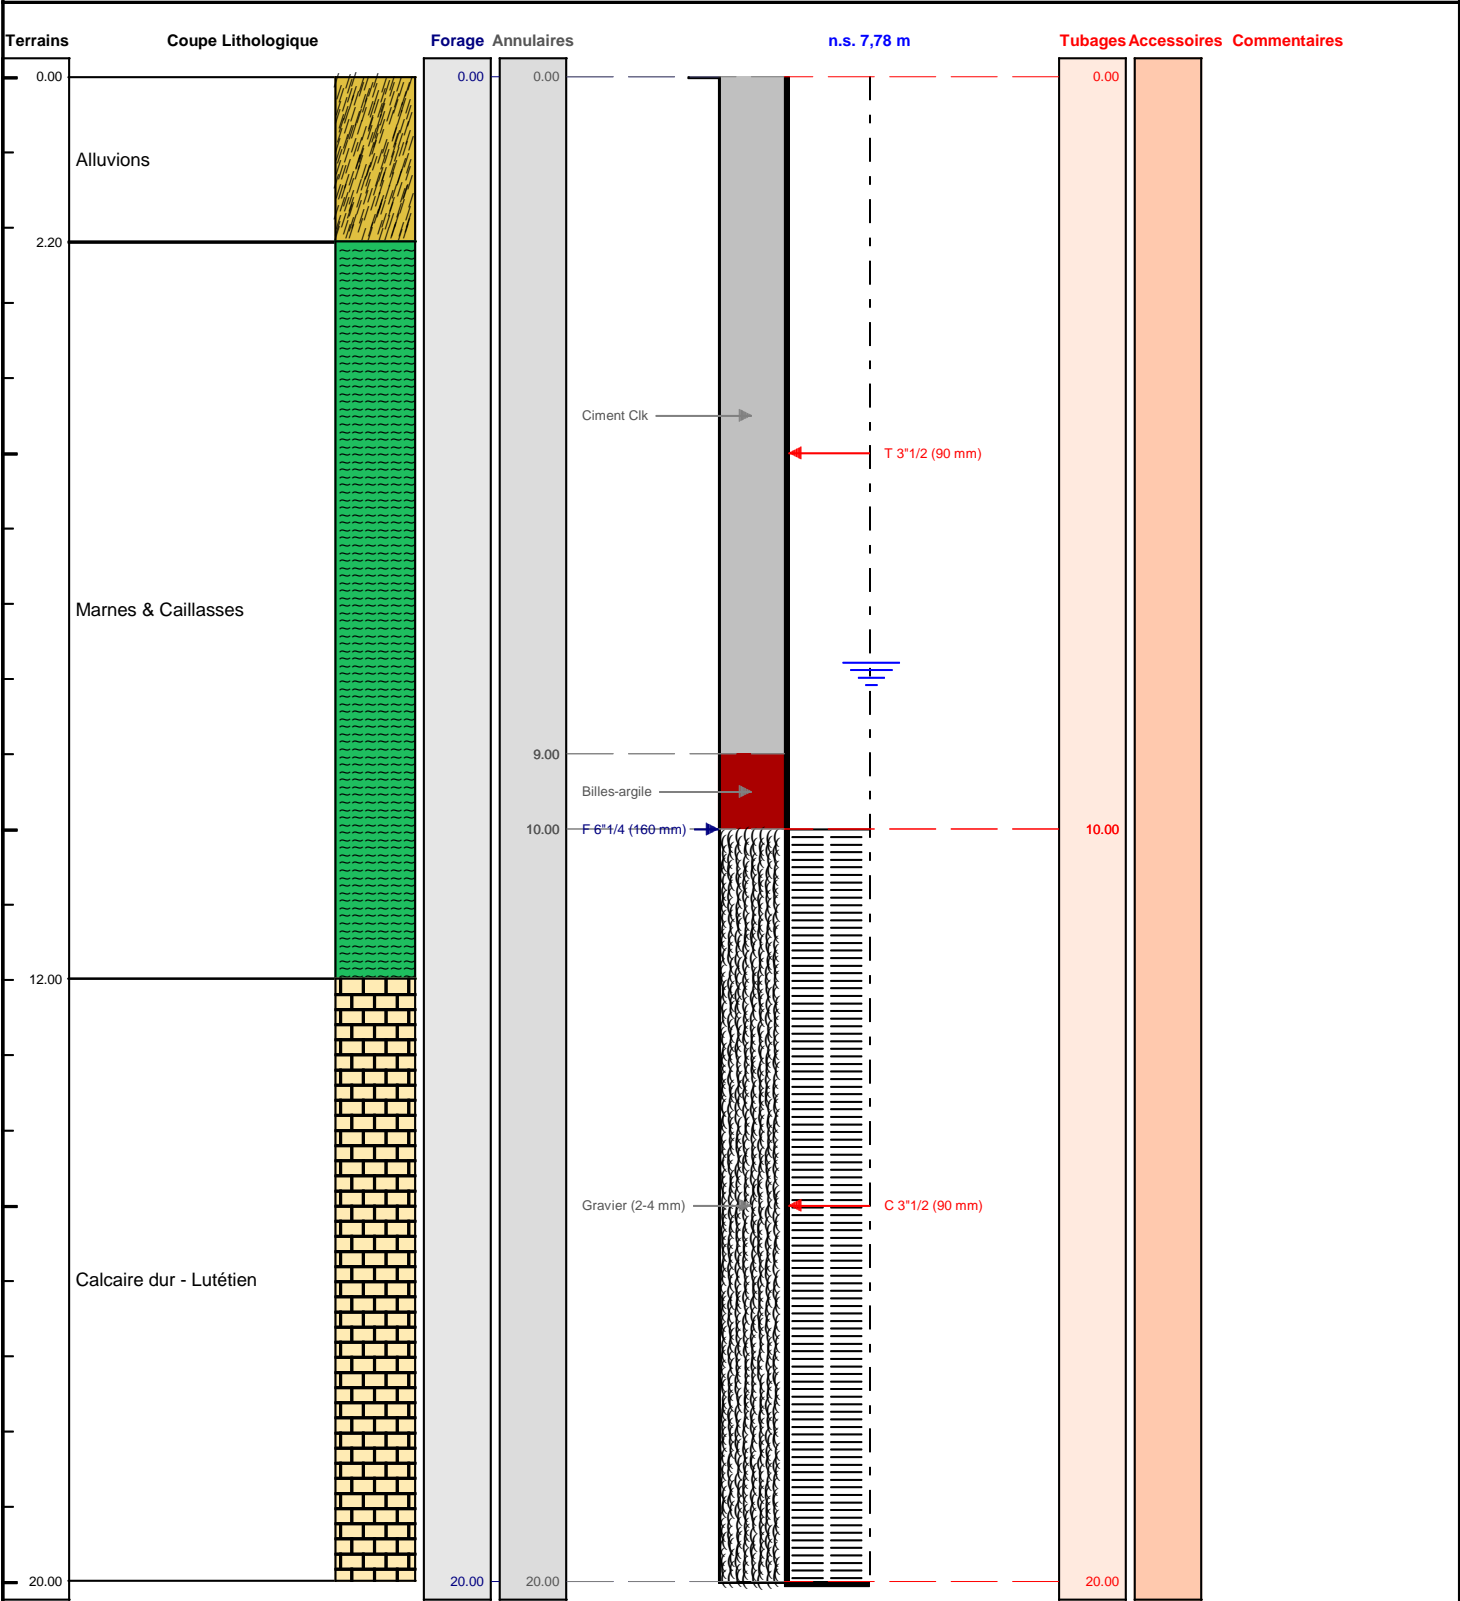 Terrains Coupe Lithologique Forage Annulaires n.s. 7,78 m Tubages Accessoires Commentaires
0.00 0.00 0.00 0.00
Alluvions
2.20
Ciment Clk
T 3"1/2 (90 mm)
Marnes & Caillasses
9.00
Billes-argile
10.00 F 6"1/4 (160 mm) 10.00
12.00
Gravier (2-4 mm) C 3"1/2 (90 mm)
Calcaire dur - Lutétien
20.00 20.00 20.00 20.00